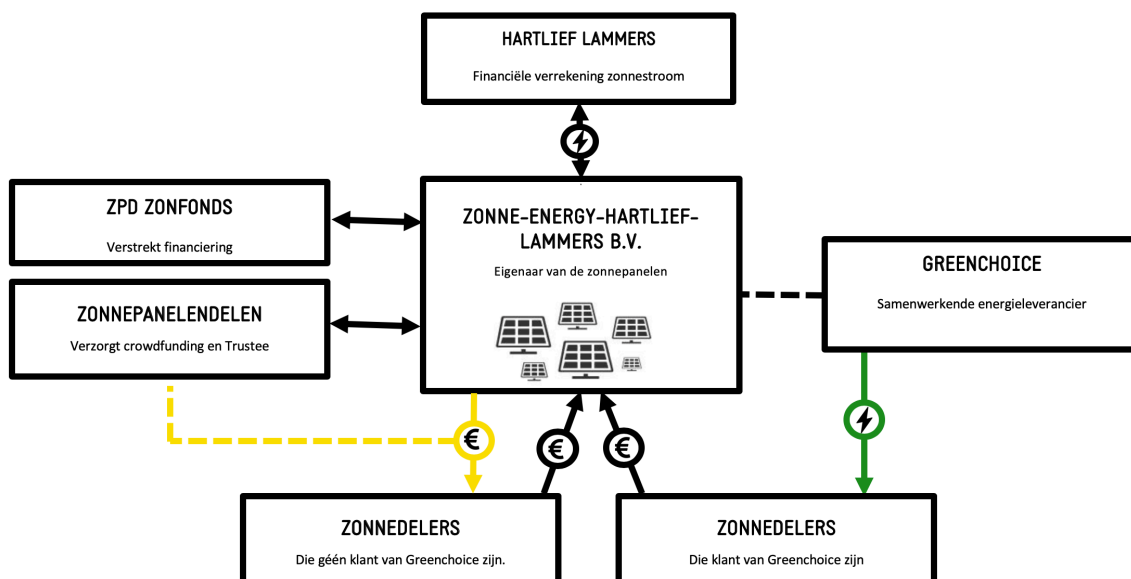 HARTLIEF LAMMERS
Financiële verrekening zonnestroom
ZPD ZONFONDS
Verstrekt financiering
ZONNEPANELENDELEN
Verzorgt crowdfunding en Trustee
ZONNE-ENERGY-HARTLIEF-
LAMMERS B.V.
Eigenaar van de zonnepanelen
GREENCHOICE
Samenwerkende energieleverancier
€
€
€
ZONNEDELERS
Die géén klant van Greenchoice zijn.
ZONNEDELERS
Die klant van Greenchoice zijn